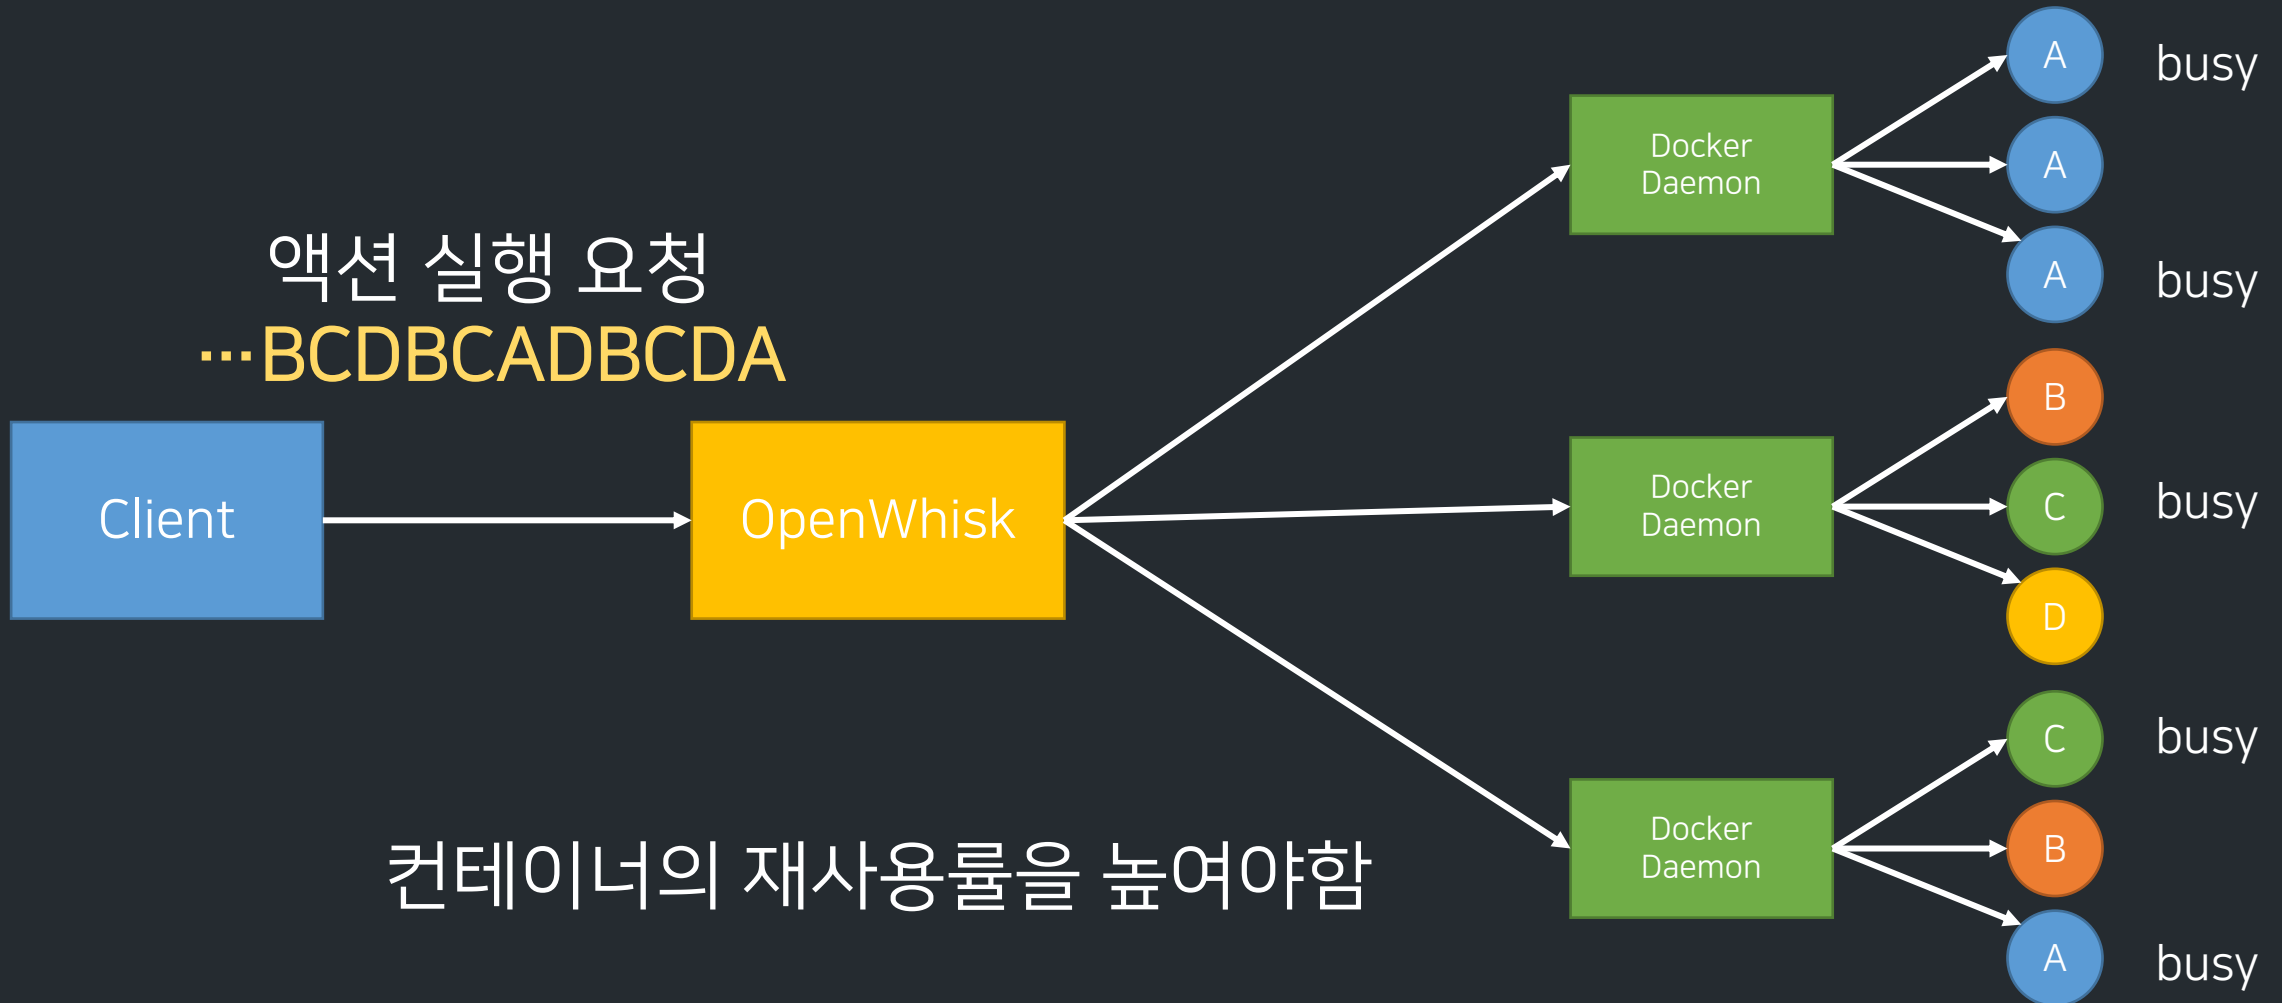 액션 실행 요청
…BCDBCADBCDA
Client
OpenWhisk
컨테이너의 재사용률을 높여야함
Docker
Daemon
A
busy
A
A
busy
Docker
Daemon
B
C
busy
D
Docker
Daemon
C
busy
B
A
busy